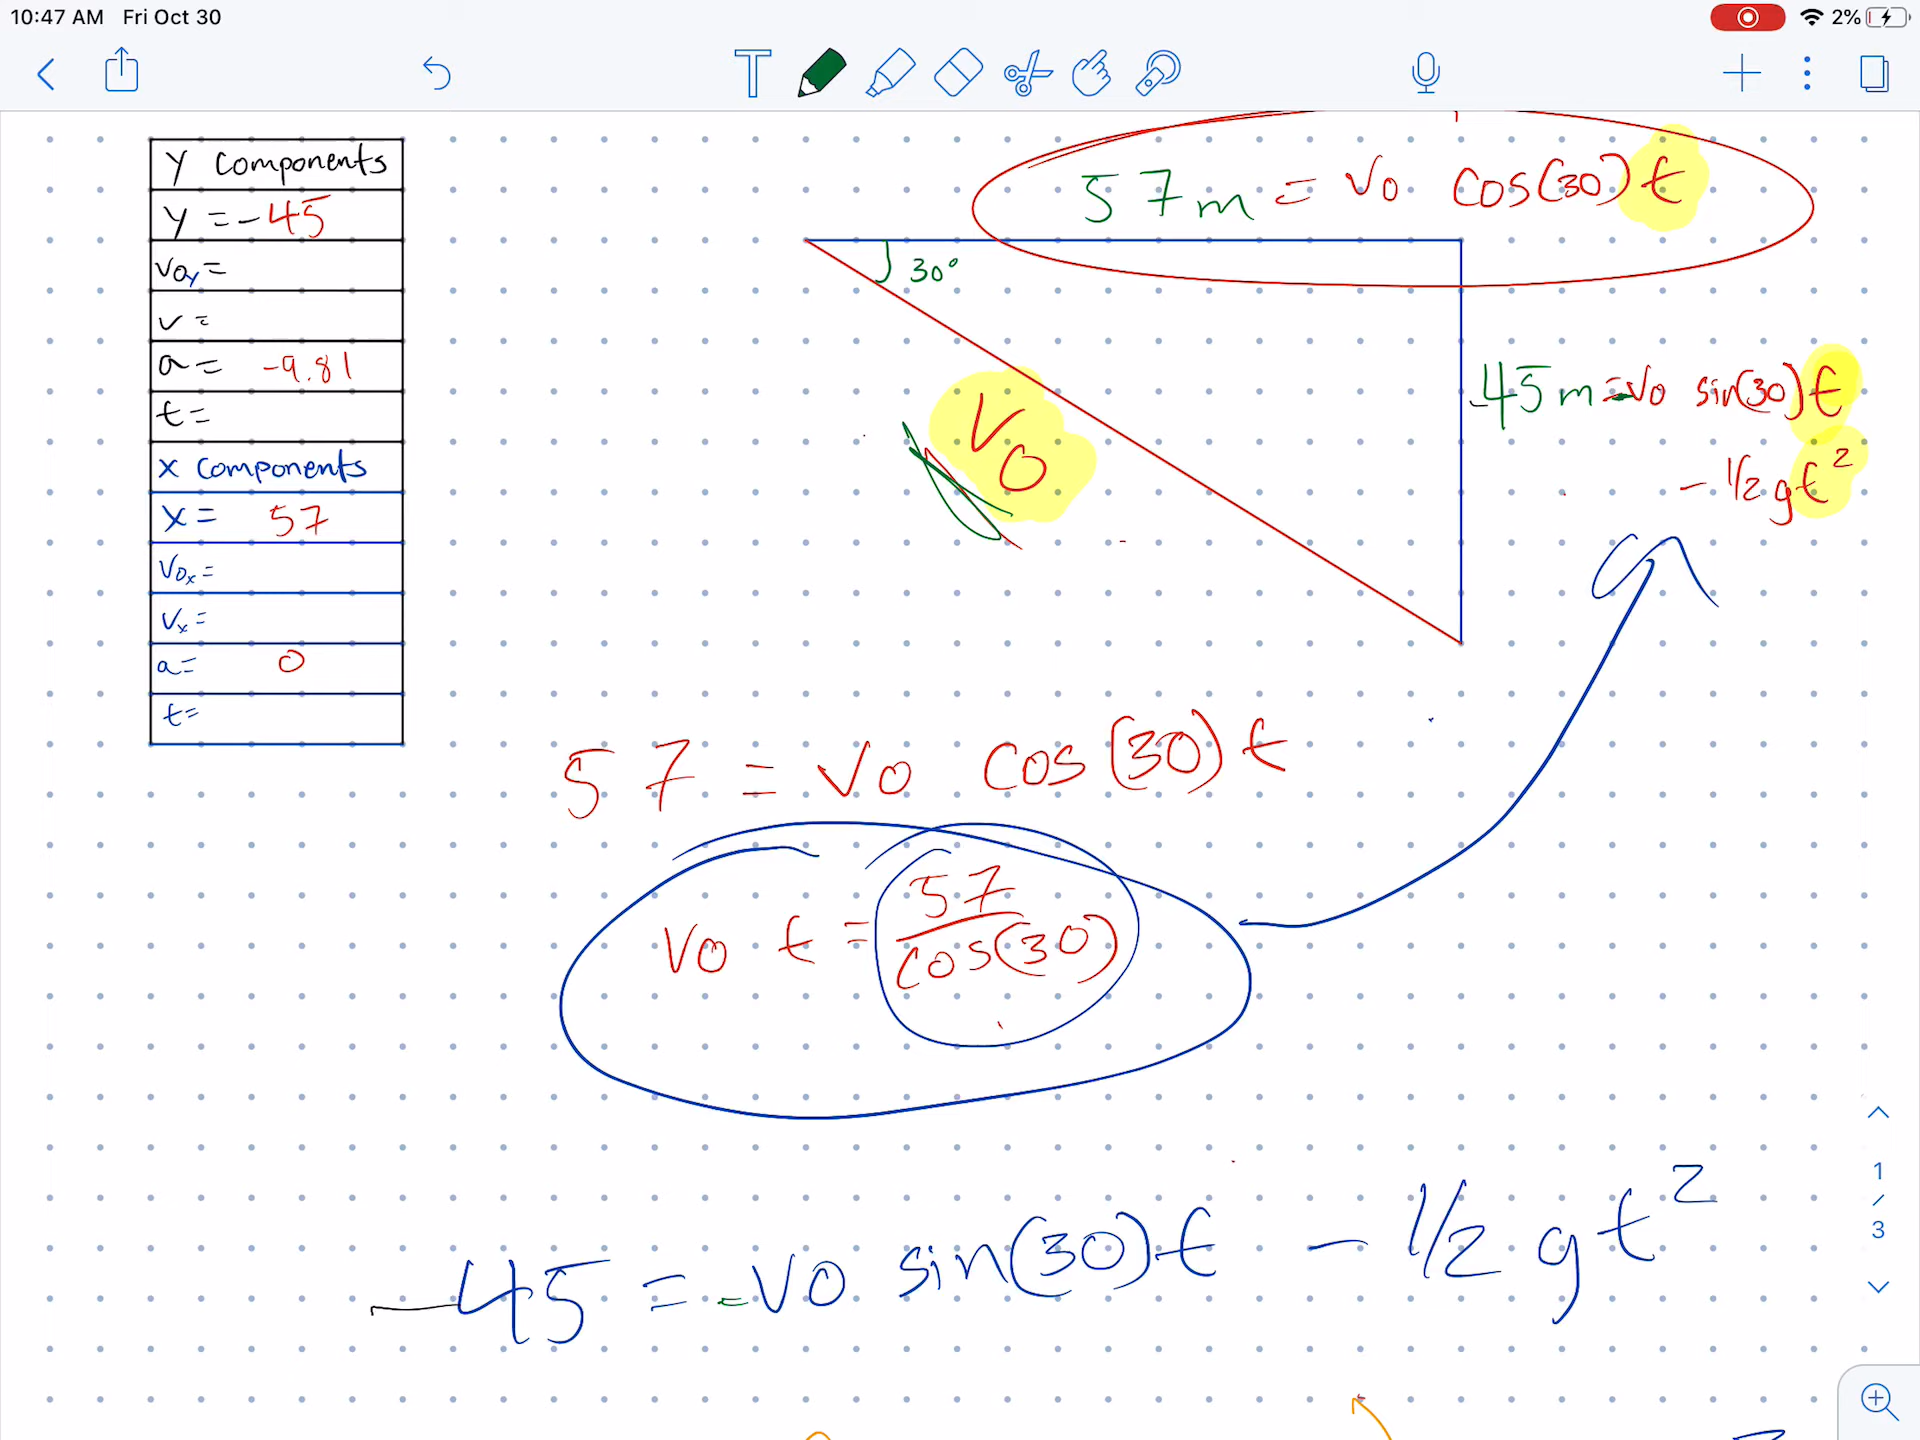 10:47 AM Fri Oct 30
2%
T
Y Components
y = -45
voy =
v =
a = -9.81
t =
x components
x = 57
Vox =
Vx =
a = 0
t =
57m = vo cos(30)t
30°
Vo
-45m = -vo sin(30)t
- 1/2 gt²
57 = vo cos(30)t
vo t = 57/cos(30)
-45 = -vo sin(30)t - 1/2 gt²
1
/
3